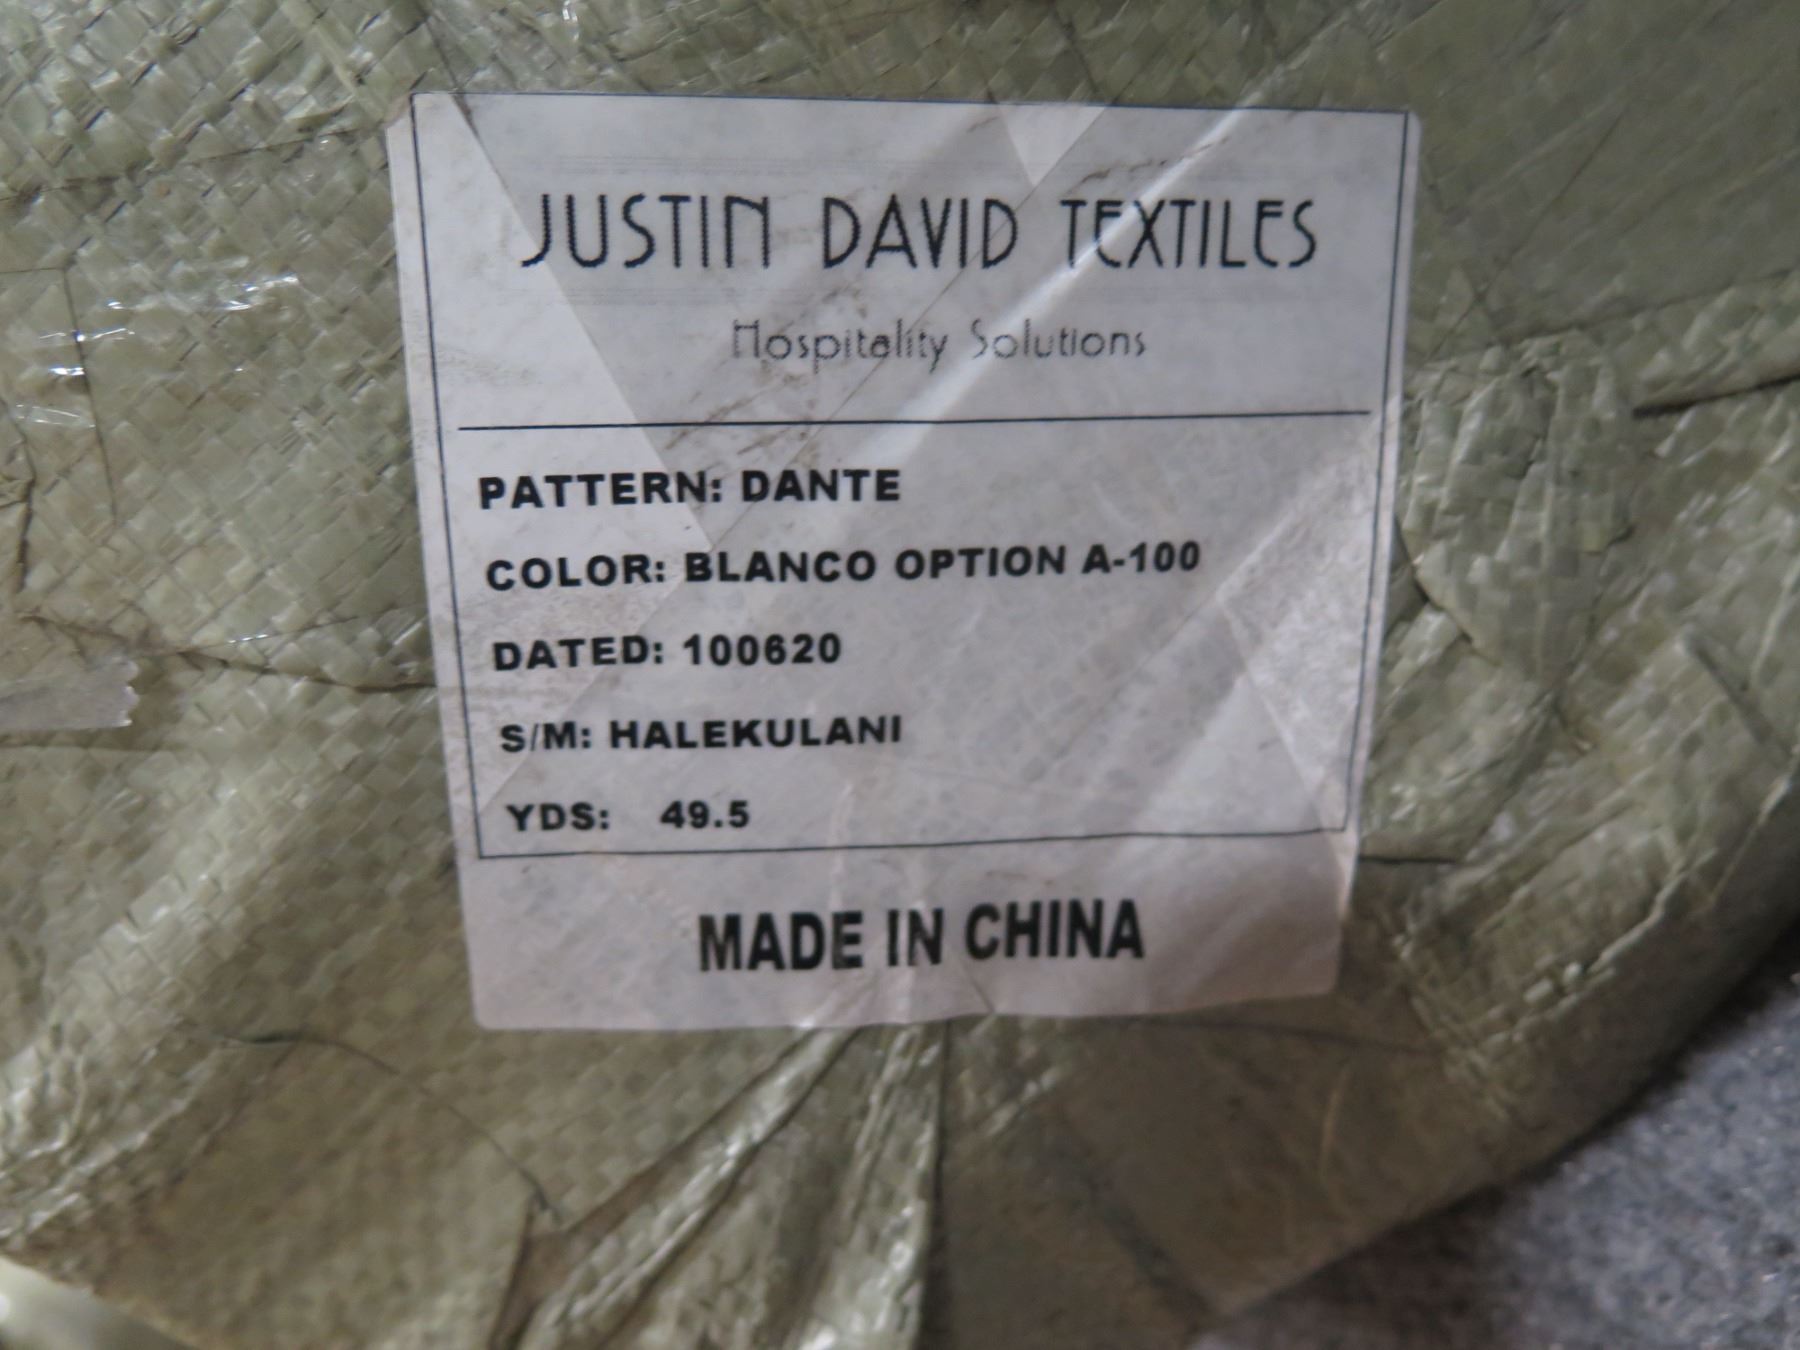 JUSTIN DAVID TEXTILES
Hospitality Solutions
PATTERN: DANTE
COLOR: BLANCO OPTION A-100
DATED: 100620
S/M: HALEKULANI
YDS: 49.5
MADE IN CHINA